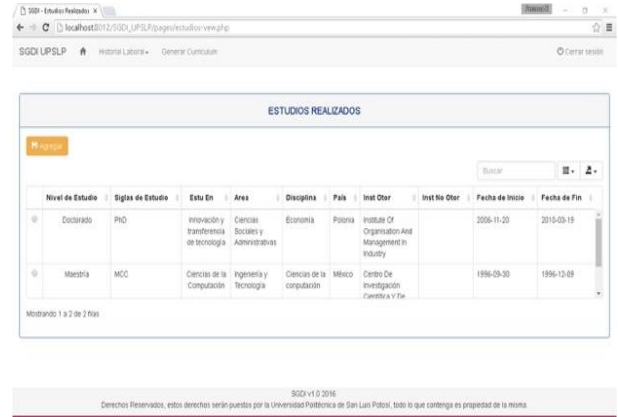 SGDI - Estudios Realizados
localhost:8012/SGDI_UPSLP/pages/estudios-vew.php
SGDI UPSLP Historial Laboral Generar Curriculum Cerrar sesión
ESTUDIOS REALIZADOS
Agregar
Buscar
Nivel de Estudio Siglas de Estudio Estu En Area Disciplina País Inst Otor Inst No Otor Fecha de Inicio Fecha de Fin
Doctorado PhD Innovación y transferencia de tecnología Ciencias Sociales y Administrativas Economía Polonia Institute Of Organisation And Management In Industry 2006-11-20 2010-03-19
Maestría MCC Ciencias de la Computación Ingeniería y Tecnología Ciencias de la computación México Centro De Investigación Científica Y De 1996-09-30 1996-12-09
Mostrando 1 a 2 de 2 filas
SGDI v1.0 2016
Derechos Reservados, estos derechos serán puestos por la Universidad Politécnica de San Luis Potosí, todo lo que contenga es propiedad de la misma